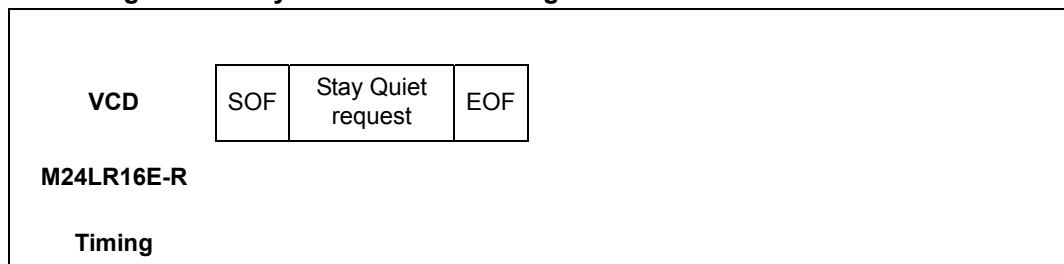 VCD
SOF
Stay Quiet
request
EOF
M24LR16E-R
Timing